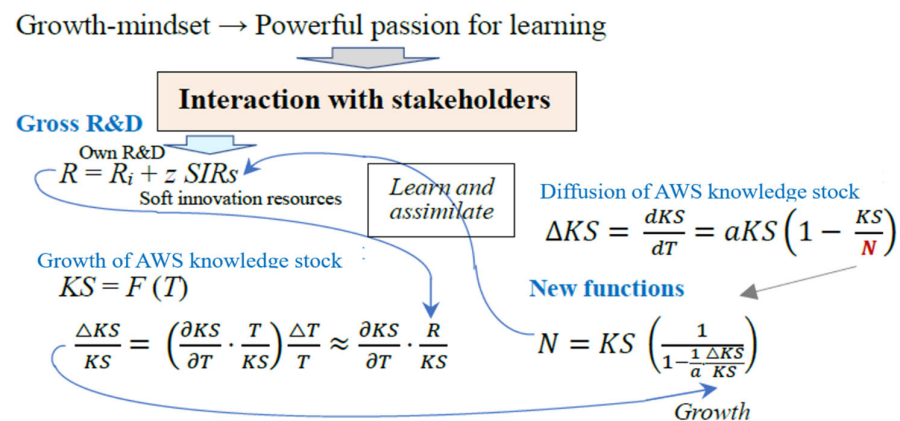 Growth-mindset → Powerful passion for learning
Interaction with stakeholders
Gross R&D
Own R&D
R = Rᵢ + z SIRs
Soft innovation resources
Learn and
assimilate
Diffusion of AWS knowledge stock
ΔKS = dKS/dT = aKS(1 − KS/N)
Growth of AWS knowledge stock
KS = F (T)
ΔKS/KS = (∂KS/∂T · T/KS) ΔT/T ≈ ∂KS/∂T · R/KS
New functions
N = KS (1/(1−(1/a)(ΔKS/KS)))
Growth